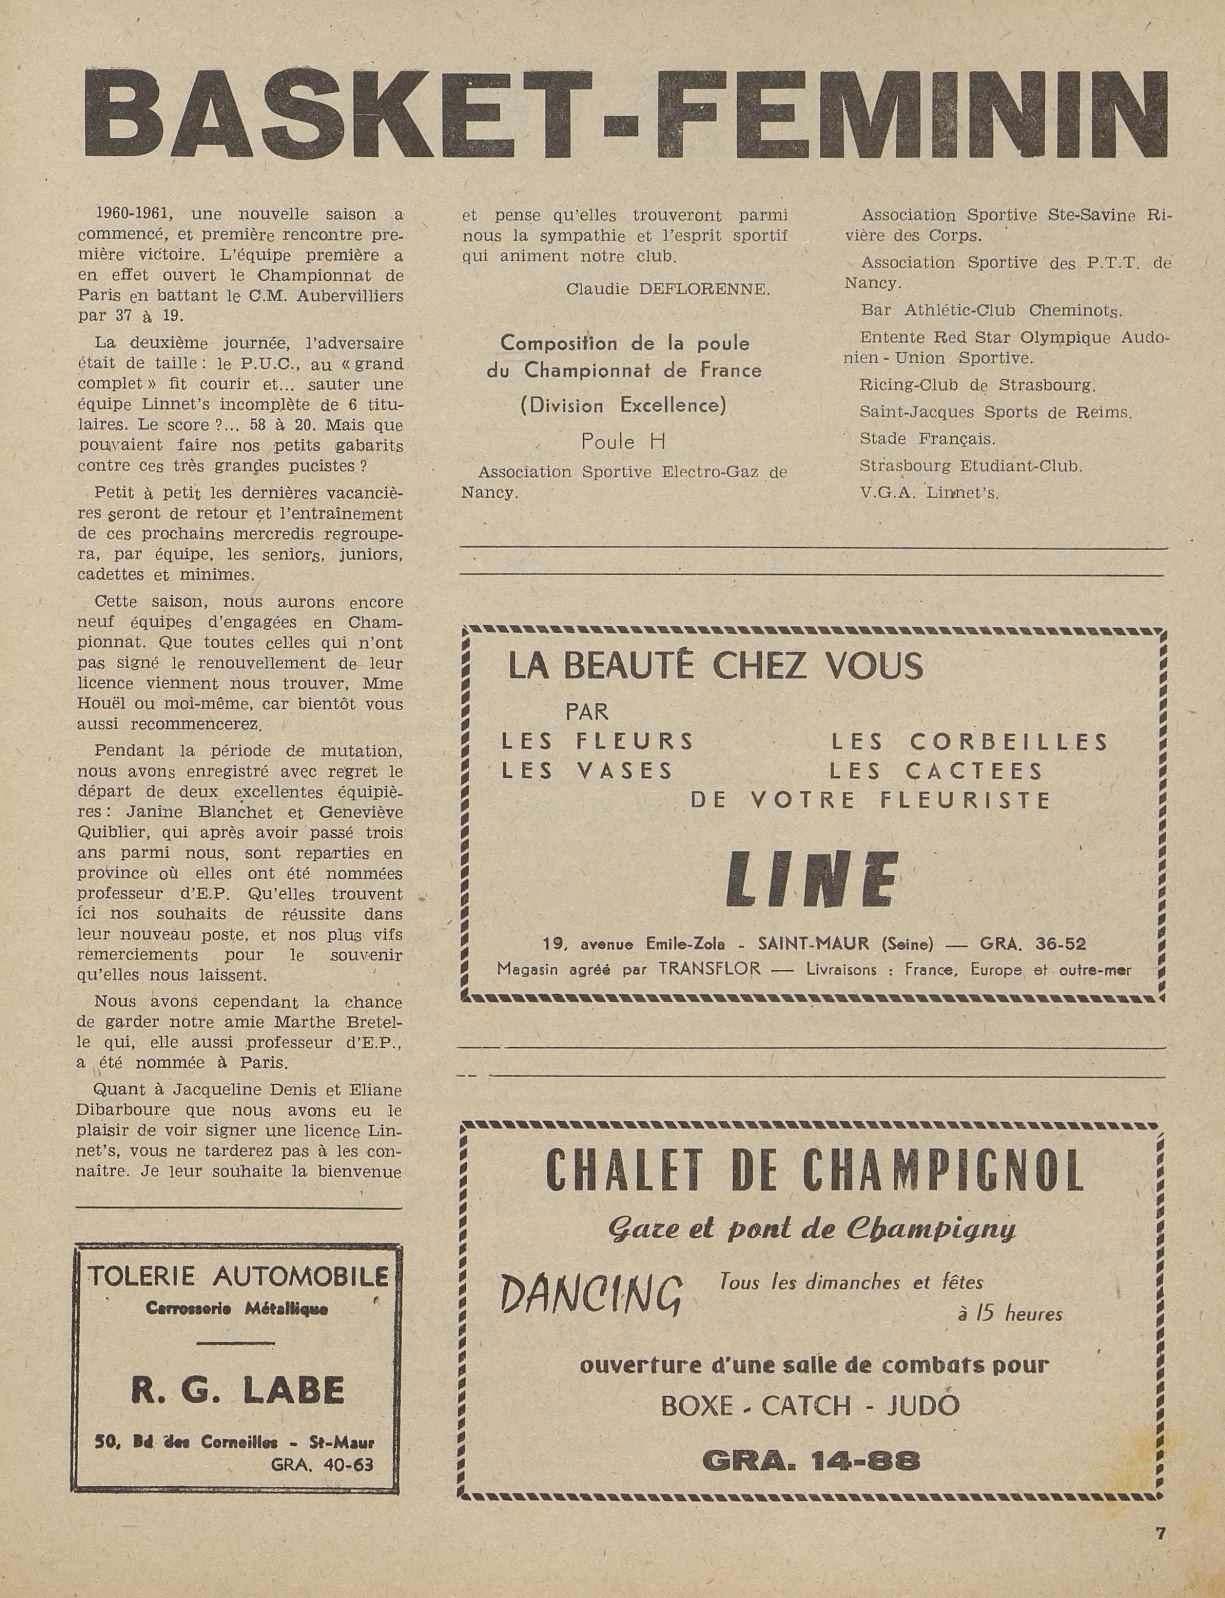 BASKET-FEMININ
1960-1961, une nouvelle saison a
commencé, et première rencontre pre-
mière victoire. L'équipe première a
en effet ouvert le Championnat de
Paris en battant le C.M. Aubervilliers
par 37 à 19.
La deuxième journée, l'adversaire
était de taille : le P.U.C., au « grand
complet » fit courir et... sauter une
équipe Linnet's incomplète de 6 titu-
laires. Le score ?... 58 à 20. Mais que
pouvaient faire nos petits gabarits
contre ces très grandes pucistes ?
Petit à petit les dernières vacanciè-
res seront de retour et l'entraînement
de ces prochains mercredis regroupe-
ra, par équipe, les seniors, juniors,
cadettes et minimes.
Cette saison, nous aurons encore
neuf équipes d'engagées en Cham-
pionnat. Que toutes celles qui n'ont
pas signé le renouvellement de leur
licence viennent nous trouver, Mme
Houël ou moi-même, car bientôt vous
aussi recommencerez.
Pendant la période de mutation,
nous avons enregistré avec regret le
départ de deux excellentes équipiè-
res : Janine Blanchet et Geneviève
Quiblier, qui après avoir passé trois
ans parmi nous, sont reparties en
province où elles ont été nommées
professeur d'E.P. Qu'elles trouvent
ici nos souhaits de réussite dans
leur nouveau poste, et nos plus vifs
remerciements pour le souvenir
qu'elles nous laissent.
Nous avons cependant la chance
de garder notre amie Marthe Bretel-
le qui, elle aussi professeur d'E.P.,
a été nommée à Paris.
Quant à Jacqueline Denis et Eliane
Dibarboure que nous avons eu le
plaisir de voir signer une licence Lin-
net's, vous ne tarderez pas à les con-
naître. Je leur souhaite la bienvenue
et pense qu'elles trouveront parmi
nous la sympathie et l'esprit sportif
qui animent notre club.
Claudie DEFLORENNE.
Composition de la poule
du Championnat de France
(Division Excellence)
Poule H
Association Sportive Electro-Gaz de
Nancy.
Association Sportive Ste-Savine Ri-
vière des Corps.
Association Sportive des P.T.T. de
Nancy.
Bar Athlétic-Club Cheminots.
Entente Red Star Olympique Audo-
nien - Union Sportive.
Ricing-Club de Strasbourg.
Saint-Jacques Sports de Reims.
Stade Français.
Strasbourg Etudiant-Club.
V.G.A. Linnet's.
LA BEAUTÉ CHEZ VOUS
PAR
LES FLEURS LES CORBEILLES
LES VASES LES CACTEES
DE VOTRE FLEURISTE
LINE
19, avenue Emile-Zola - SAINT-MAUR (Seine) — GRA. 36-52
Magasin agréé par TRANSFLOR — Livraisons : France, Europe et outre-mer
CHALET DE CHAMPIGNOL
Gare et pont de Champigny
DANCING Tous les dimanches et fêtes
à 15 heures
ouverture d'une salle de combats pour
BOXE - CATCH - JUDO
GRA. 14-88
TOLERIE AUTOMOBILE
Carrosserie Métallique
R. G. LABE
50, Bd des Corneilles - St-Maur
GRA. 40-63
7